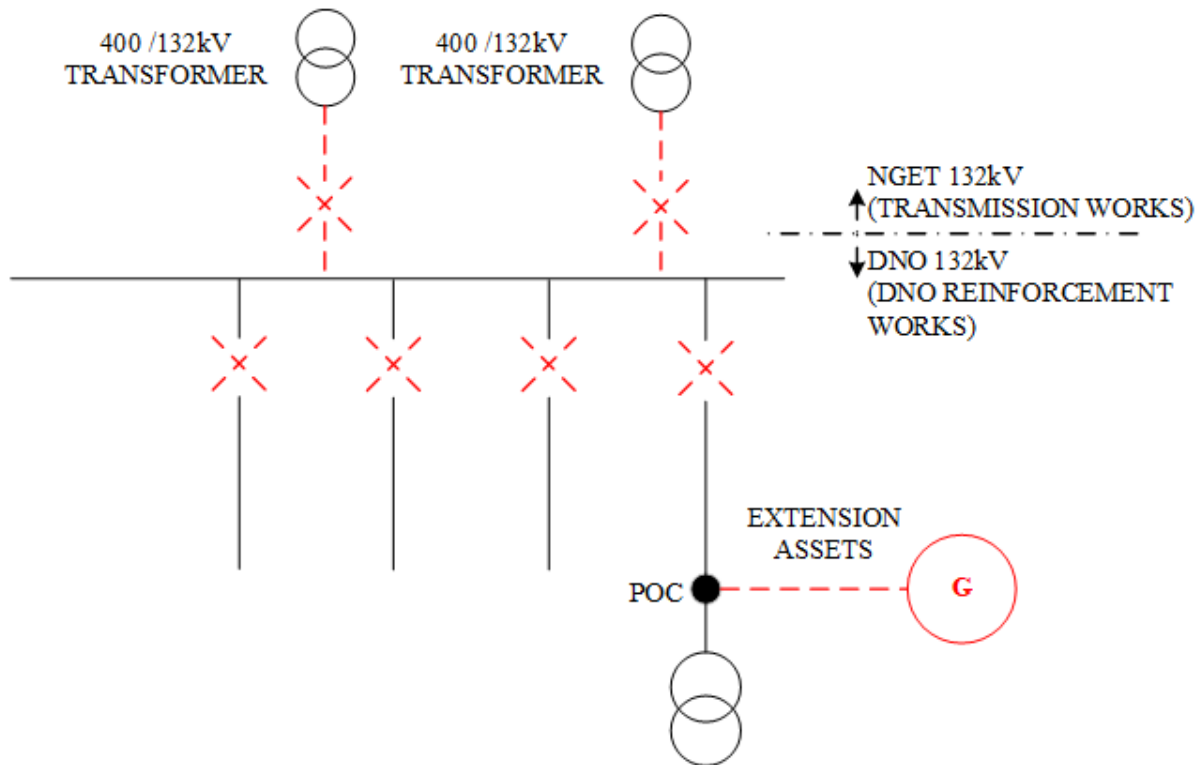 400 /132kV
TRANSFORMER
400 /132kV
TRANSFORMER
NGET 132kV
(TRANSMISSION WORKS)
DNO 132kV
(DNO REINFORCEMENT
WORKS)
EXTENSION
ASSETS
POC
G